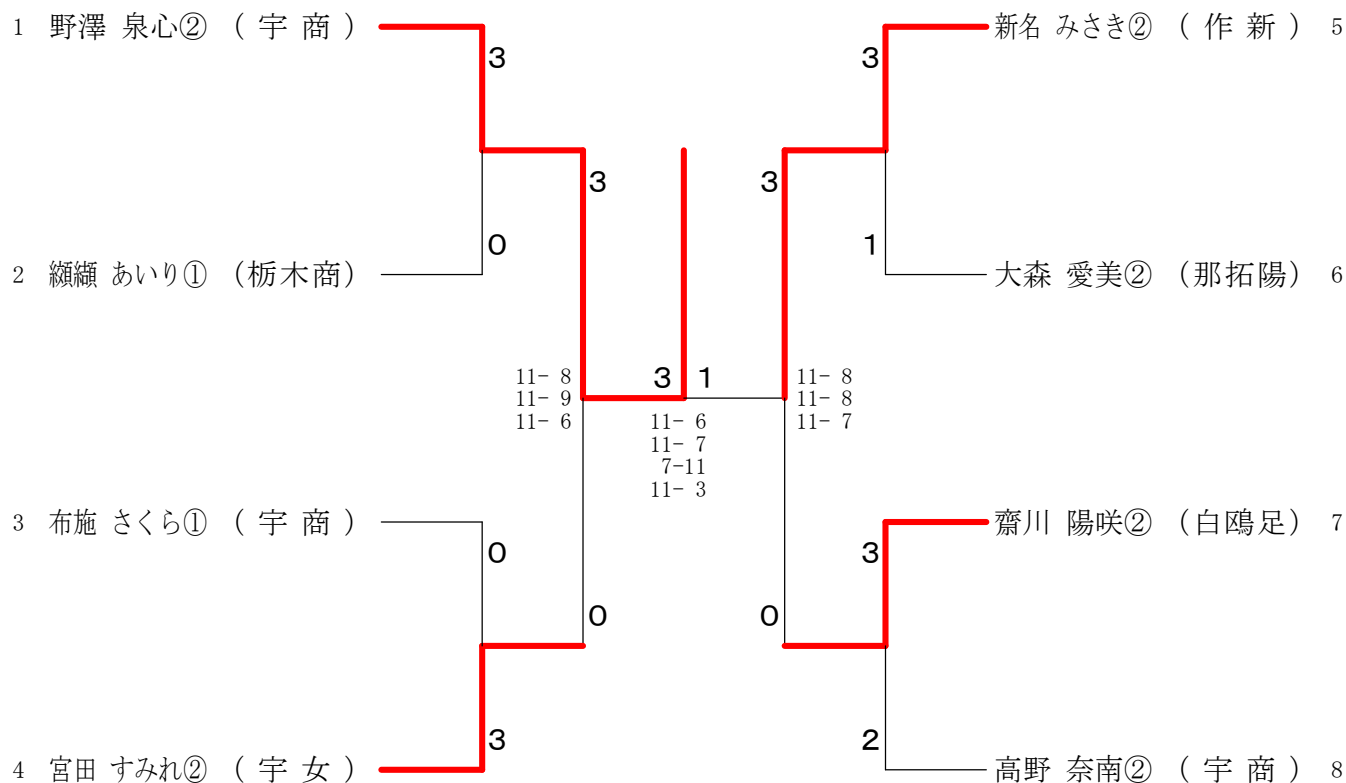 1 野澤 泉心② ( 宇 商 )
新名 みさき② ( 作 新 ) 5
3
3
3
3
0
1
2 纐纈 あいり① (栃木商)
大森 愛美② (那拓陽) 6
11- 8
11- 9
11- 6
3 1
11- 6
11- 7
7-11
11- 3
11- 8
11- 8
11- 7
3 布施 さくら① ( 宇 商 )
齋川 陽咲② (白鴎足) 7
0
3
0
0
3
2
4 宮田 すみれ② ( 宇 女 )
高野 奈南② ( 宇 商 ) 8